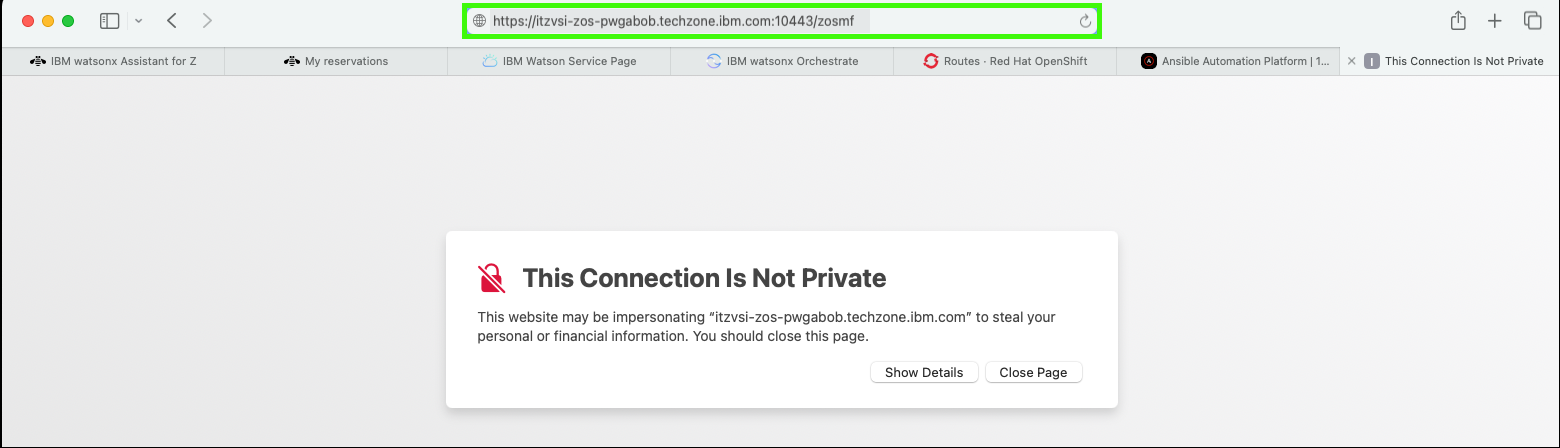 https://itzvsi-zos-pwgabob.techzone.ibm.com:10443/zosmf
IBM watsonx Assistant for Z
My reservations
IBM Watson Service Page
IBM watsonx Orchestrate
Routes · Red Hat OpenShift
Ansible Automation Platform | 1...
I
This Connection Is Not Private
This Connection Is Not Private
This website may be impersonating “itzvsi-zos-pwgabob.techzone.ibm.com” to steal your
personal or financial information. You should close this page.
Show Details
Close Page